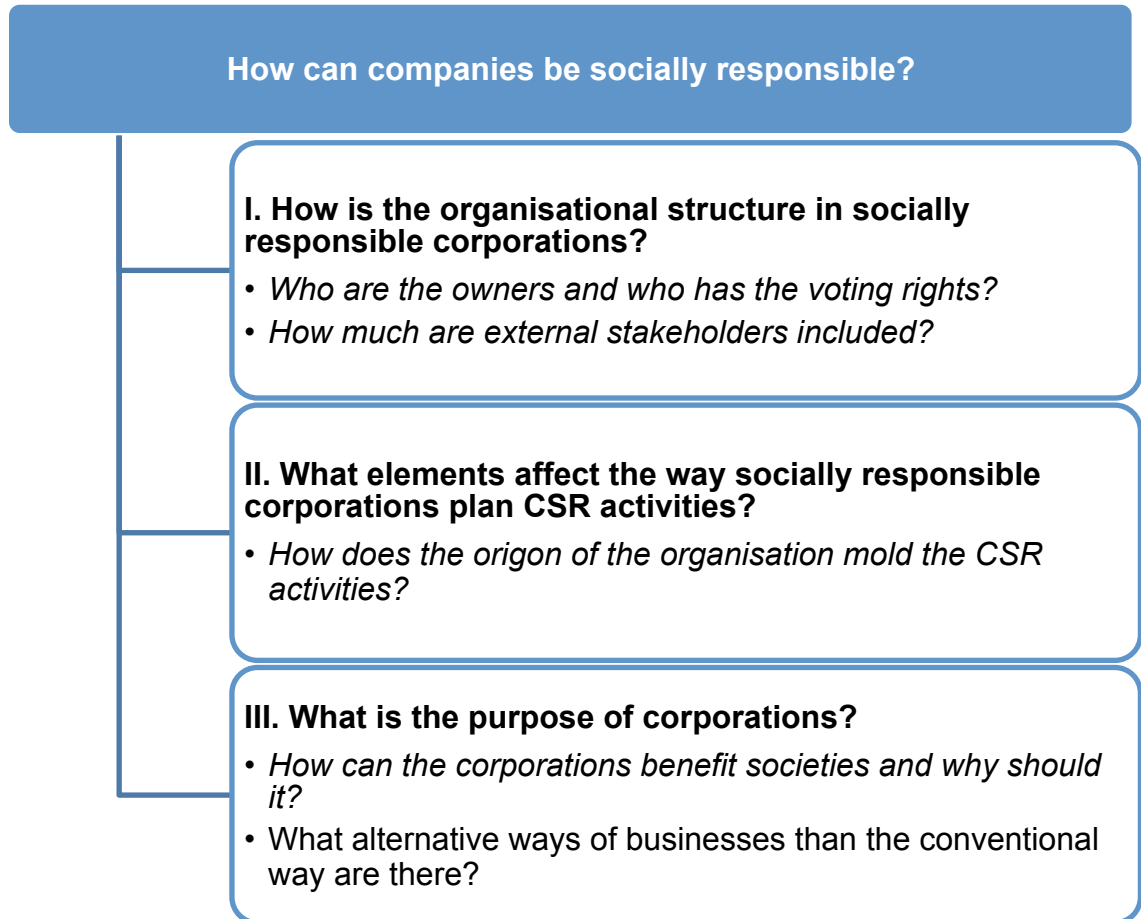 How can companies be socially responsible?
I. How is the organisational structure in socially
responsible corporations?
• Who are the owners and who has the voting rights?
• How much are external stakeholders included?
II. What elements affect the way socially responsible
corporations plan CSR activities?
• How does the origon of the organisation mold the CSR
activities?
III. What is the purpose of corporations?
• How can the corporations benefit societies and why should
it?
• What alternative ways of businesses than the conventional
way are there?